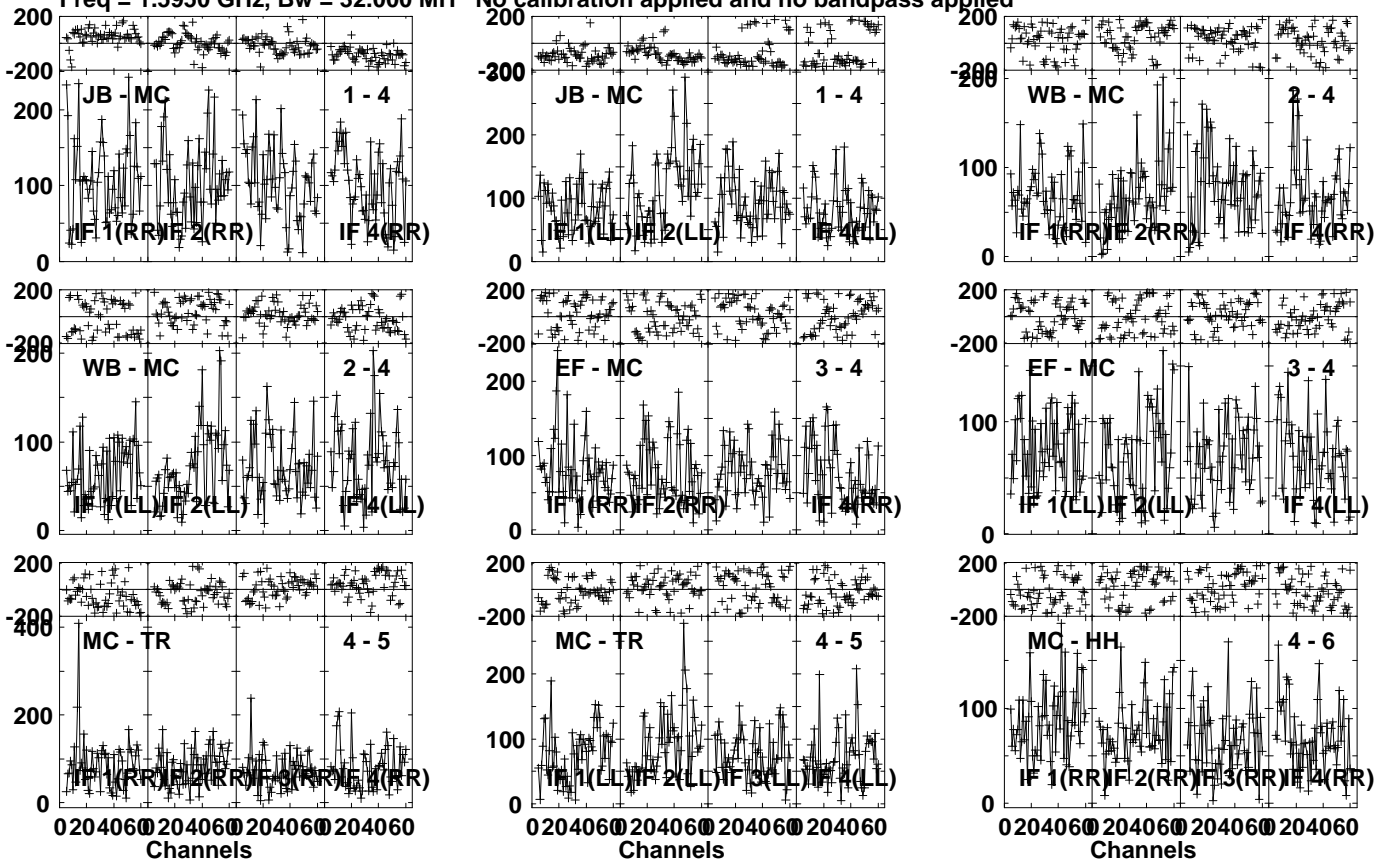 Freq = 1.5950 GHz, Bw = 32.000 MH No calibration applied and no bandpass applied
200
-200
200
100
0
JB - MC 1 - 4
IF 1(RR) IF 2(RR) IF 4(RR)
200
-200
200
100
0
JB - MC 1 - 4
IF 1(LL) IF 2(LL) IF 4(LL)
200
-200
200
100
0
WB - MC 2 - 4
IF 1(RR) IF 2(RR) IF 4(RR)
200
-200
200
100
0
WB - MC 2 - 4
IF 1(LL) IF 2(LL) IF 4(LL)
200
-200
200
100
0
EF - MC 3 - 4
IF 1(RR) IF 2(RR) IF 4(RR)
200
-200
100
0
EF - MC 3 - 4
IF 1(LL) IF 2(LL) IF 4(LL)
200
-200
400
200
0
MC - TR 4 - 5
IF 1(RR) IF 2(RR) IF 3(RR) IF 4(RR)
0 20 40 60 0 20 40 60 0 20 40 60 0 20 40 60
Channels
200
-200
200
100
0
MC - TR 4 - 5
IF 1(LL) IF 2(LL) IF 3(LL) IF 4(LL)
0 20 40 60 0 20 40 60 0 20 40 60 0 20 40 60
Channels
200
-200
100
0
MC - HH 4 - 6
IF 1(RR) IF 2(RR) IF 3(RR) IF 4(RR)
0 20 40 60 0 20 40 60 0 20 40 60 0 20 40 60
Channels